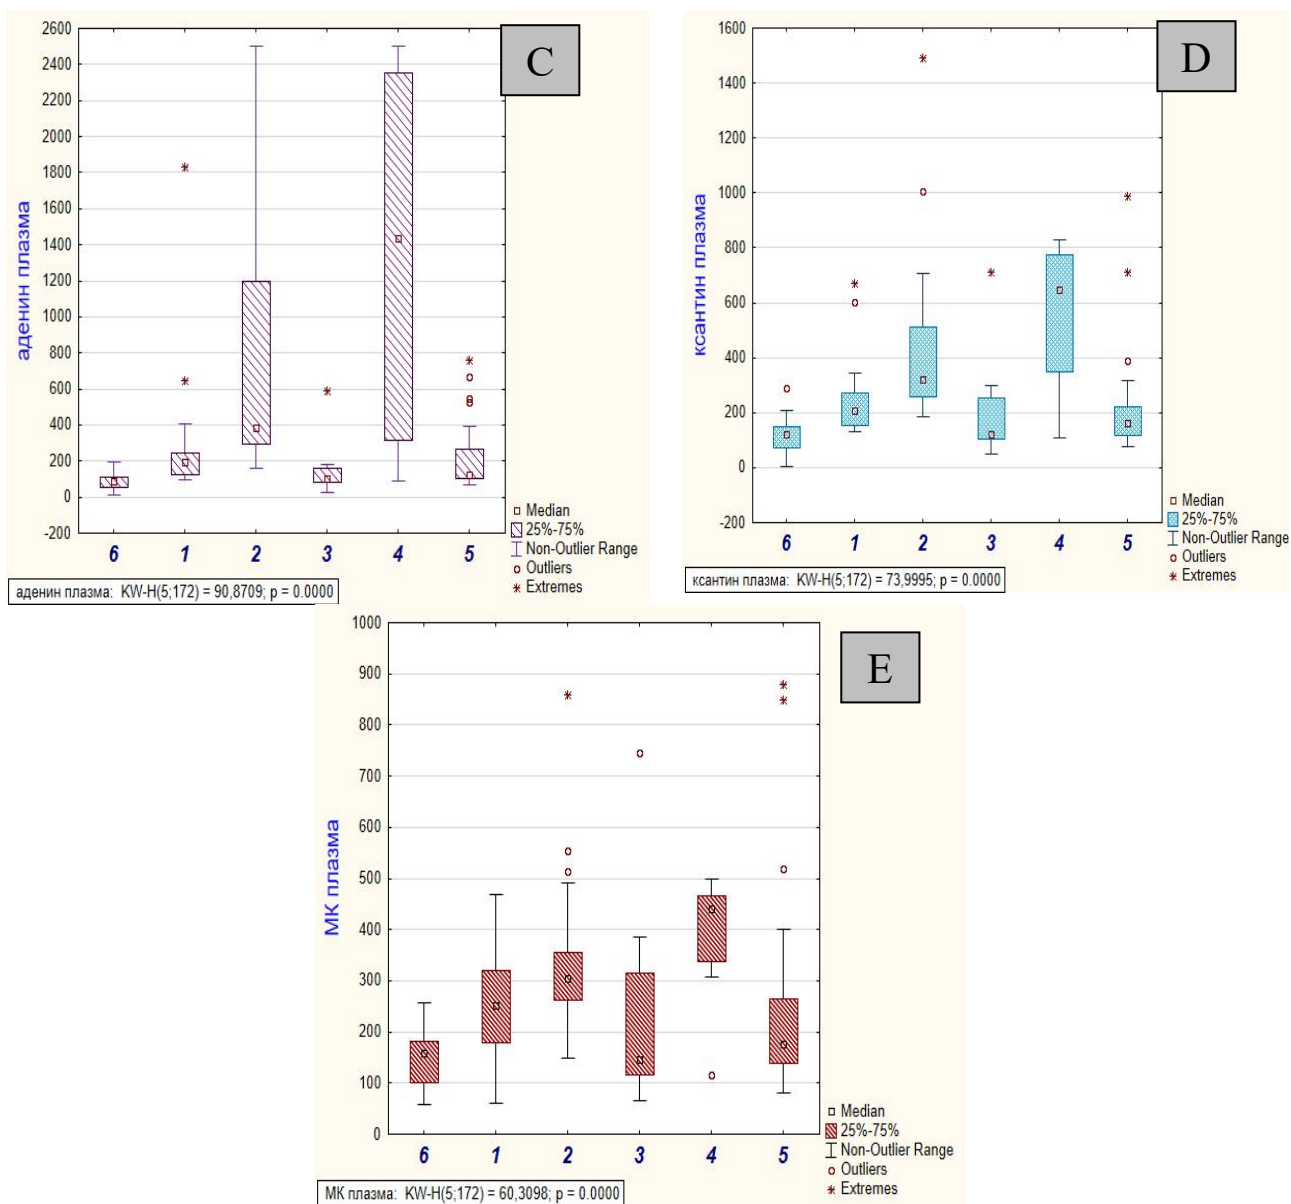 C
2600
2400
2200
2000
1800
1600
1400
1200
1000
800
600
400
200
0
-200
аденин плазма
6 1 2 3 4 5
Median
25%-75%
Non-Outlier Range
Outliers
Extremes
аденин плазма: KW-H(5;172) = 90,8709; p = 0.0000
D
1600
1400
1200
1000
800
600
400
200
0
-200
ксантин плазма
6 1 2 3 4 5
Median
25%-75%
Non-Outlier Range
Outliers
Extremes
ксантин плазма: KW-H(5;172) = 73,9995; p = 0.0000
E
1000
900
800
700
600
500
400
300
200
100
0
МК плазма
6 1 2 3 4 5
Median
25%-75%
Non-Outlier Range
Outliers
Extremes
МК плазма: KW-H(5;172) = 60,3098; p = 0.0000